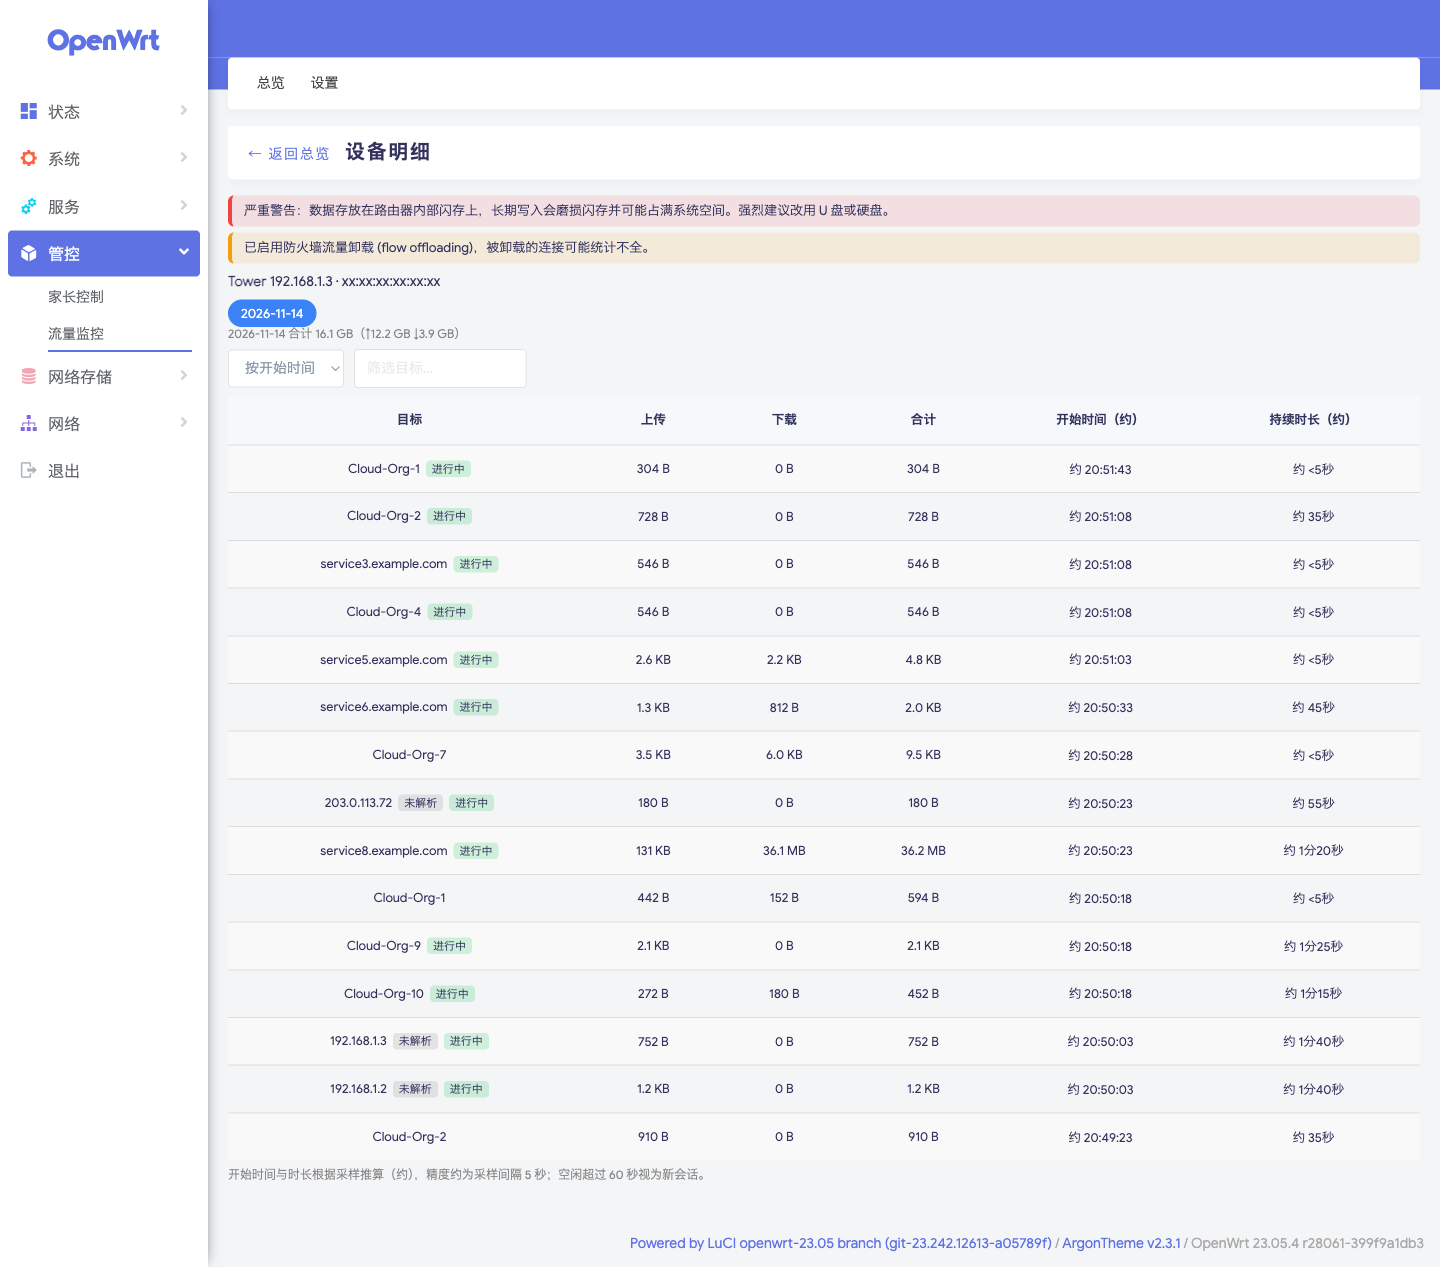 OpenWrt
状态
系统
服务
管控
家长控制
流量监控
网络存储
网络
退出
总览 设置
← 返回总览 设备明细
严重警告：数据存放在路由器内部闪存上，长期写入会磨损闪存并可能占满系统空间。强烈建议改用 U 盘或硬盘。
已启用防火墙流量卸载 (flow offloading)，被卸载的连接可能统计不全。
Tower 192.168.1.3 · xx:xx:xx:xx:xx:xx
2026-11-14
2026-11-14 合计 16.1 GB（↑12.2 GB ↓3.9 GB）
按开始时间 筛选目标...
目标 上传 下载 合计 开始时间（约） 持续时长（约）
Cloud-Org-1 进行中 304 B 0 B 304 B 约 20:51:43 约 <5秒
Cloud-Org-2 进行中 728 B 0 B 728 B 约 20:51:08 约 35秒
service3.example.com 进行中 546 B 0 B 546 B 约 20:51:08 约 <5秒
Cloud-Org-4 进行中 546 B 0 B 546 B 约 20:51:08 约 <5秒
service5.example.com 进行中 2.6 KB 2.2 KB 4.8 KB 约 20:51:03 约 <5秒
service6.example.com 进行中 1.3 KB 812 B 2.0 KB 约 20:50:33 约 45秒
Cloud-Org-7 3.5 KB 6.0 KB 9.5 KB 约 20:50:28 约 <5秒
203.0.113.72 未解析 进行中 180 B 0 B 180 B 约 20:50:23 约 55秒
service8.example.com 进行中 131 KB 36.1 MB 36.2 MB 约 20:50:23 约 1分20秒
Cloud-Org-1 442 B 152 B 594 B 约 20:50:18 约 <5秒
Cloud-Org-9 进行中 2.1 KB 0 B 2.1 KB 约 20:50:18 约 1分25秒
Cloud-Org-10 进行中 272 B 180 B 452 B 约 20:50:18 约 1分15秒
192.168.1.3 未解析 进行中 752 B 0 B 752 B 约 20:50:03 约 1分40秒
192.168.1.2 未解析 进行中 1.2 KB 0 B 1.2 KB 约 20:50:03 约 1分40秒
Cloud-Org-2 910 B 0 B 910 B 约 20:49:23 约 35秒
开始时间与时长根据采样推算（约），精度约为采样间隔 5 秒；空闲超过 60 秒视为新会话。
Powered by LuCI openwrt-23.05 branch (git-23.242.12613-a05789f) / ArgonTheme v2.3.1 / OpenWrt 23.05.4 r28061-399f9a1db3